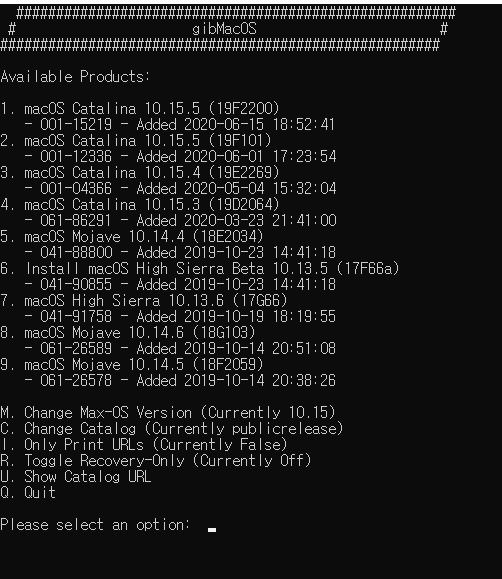 ##################################################
# gibMacOS #
##################################################
Available Products:
1. macOS Catalina 10.15.5 (19F2200)
- 001-15219 - Added 2020-06-15 18:52:41
2. macOS Catalina 10.15.5 (19F101)
- 001-12336 - Added 2020-06-01 17:23:54
3. macOS Catalina 10.15.4 (19E2269)
- 001-04366 - Added 2020-05-04 15:32:04
4. macOS Catalina 10.15.3 (19D2064)
- 061-86291 - Added 2020-03-23 21:41:00
5. macOS Mojave 10.14.4 (18E2034)
- 041-88800 - Added 2019-10-23 14:41:18
6. Install macOS High Sierra Beta 10.13.5 (17F66a)
- 041-90855 - Added 2019-10-23 14:41:18
7. macOS High Sierra 10.13.6 (17G66)
- 041-91758 - Added 2019-10-19 18:19:55
8. macOS Mojave 10.14.6 (18G103)
- 061-26589 - Added 2019-10-14 20:51:08
9. macOS Mojave 10.14.5 (18F2059)
- 061-26578 - Added 2019-10-14 20:38:26
M. Change Max-OS Version (Currently 10.15)
C. Change Catalog (Currently publicrelease)
I. Only Print URLs (Currently False)
R. Toggle Recovery-Only (Currently Off)
U. Show Catalog URL
Q. Quit
Please select an option: